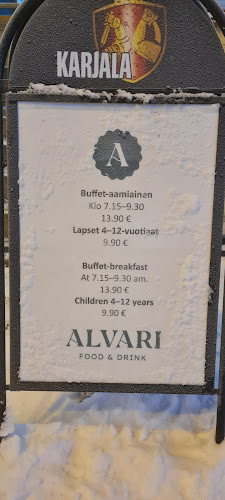 KARJALA
A
Buffet-aamiainen
Klo 7.15–9.30
13.90 €
Lapset 4–12-vuotiaat
9.90 €
Buffet-breakfast
At 7.15–9.30 am.
13.90 €
Children 4–12 years
9.90 €
ALVARI
FOOD & DRINK